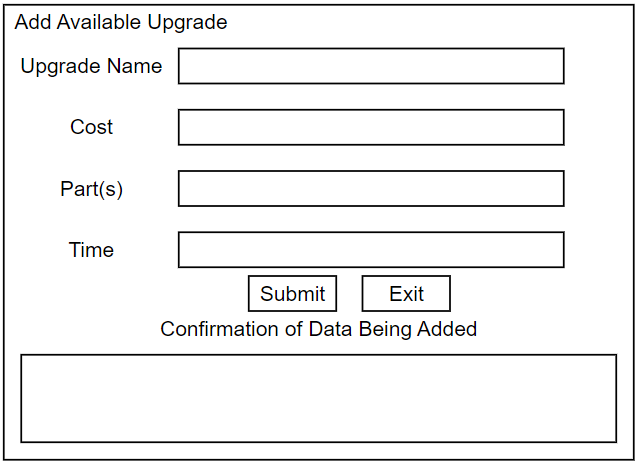 Add Available Upgrade
Upgrade Name
Cost
Part(s)
Time
Submit Exit
Confirmation of Data Being Added